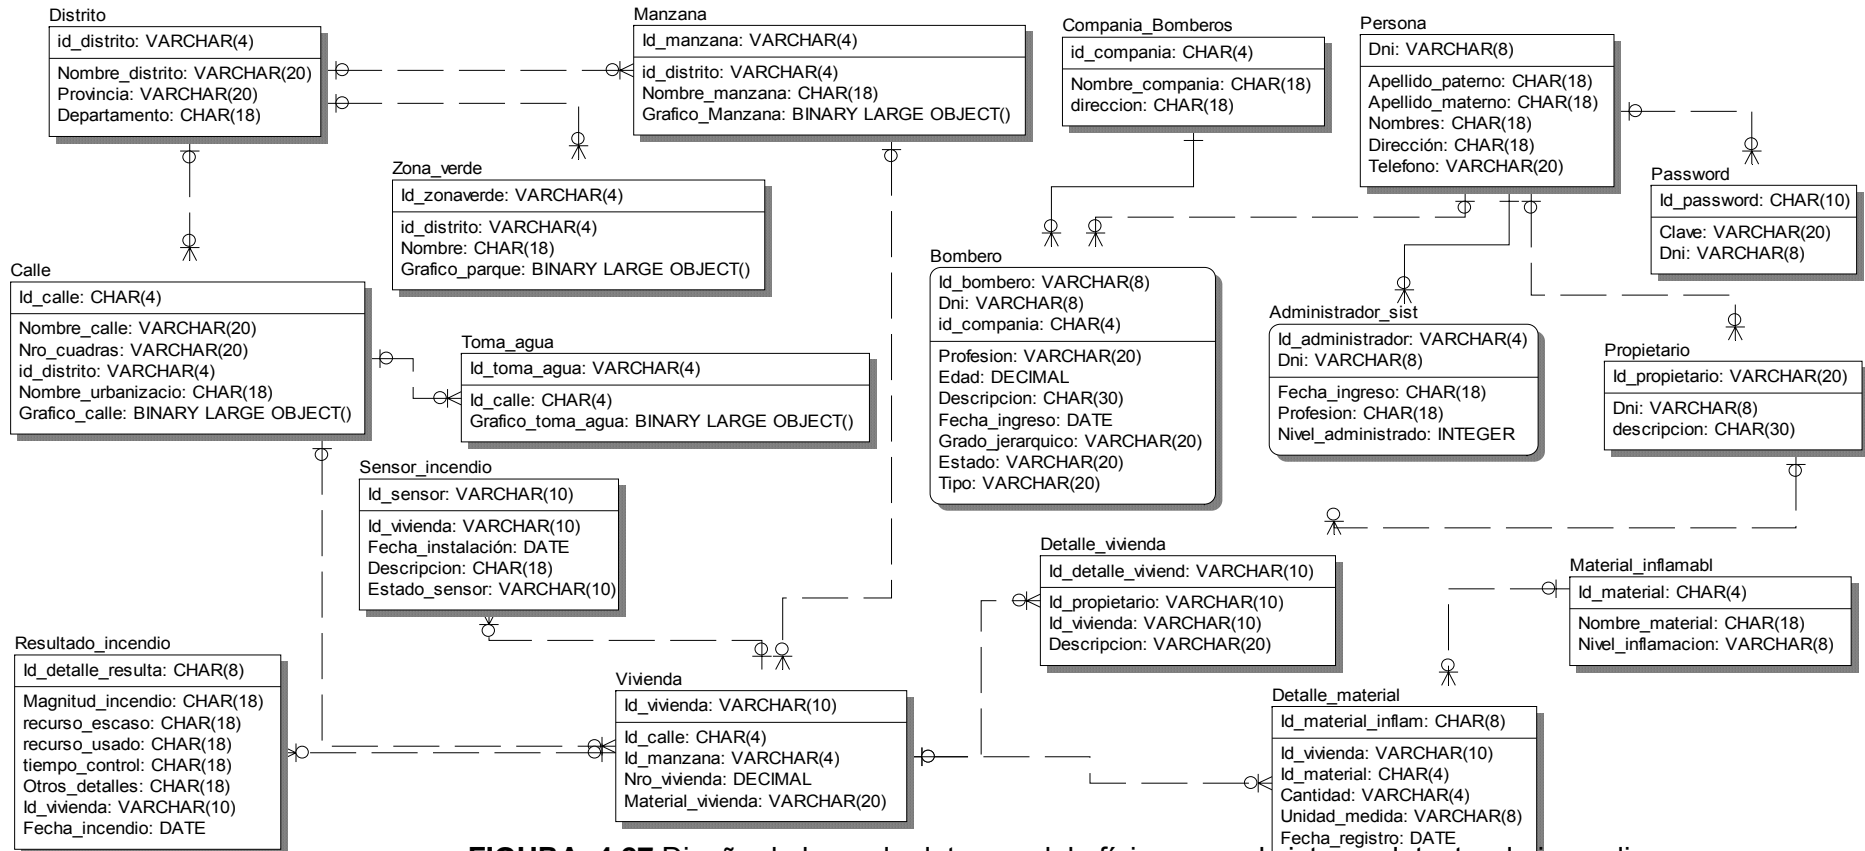 Distrito
id_distrito: VARCHAR(4)
Nombre_distrito: VARCHAR(20)
Provincia: VARCHAR(20)
Departamento: CHAR(18)
Manzana
Id_manzana: VARCHAR(4)
id_distrito: VARCHAR(4)
Nombre_manzana: CHAR(18)
Grafico_Manzana: BINARY LARGE OBJECT()
Compania_Bomberos
id_compania: CHAR(4)
Nombre_compania: CHAR(18)
direccion: CHAR(18)
Persona
Dni: VARCHAR(8)
Apellido_paterno: CHAR(18)
Apellido_materno: CHAR(18)
Nombres: CHAR(18)
Dirección: CHAR(18)
Telefono: VARCHAR(20)
Zona_verde
Id_zonaverde: VARCHAR(4)
id_distrito: VARCHAR(4)
Nombre: CHAR(18)
Grafico_parque: BINARY LARGE OBJECT()
Password
Id_password: CHAR(10)
Clave: VARCHAR(20)
Dni: VARCHAR(8)
Calle
Id_calle: CHAR(4)
Nombre_calle: VARCHAR(20)
Nro_cuadras: VARCHAR(20)
id_distrito: VARCHAR(4)
Nombre_urbanizacio: CHAR(18)
Grafico_calle: BINARY LARGE OBJECT()
Toma_agua
Id_toma_agua: VARCHAR(4)
Id_calle: CHAR(4)
Grafico_toma_agua: BINARY LARGE OBJECT()
Bombero
Id_bombero: VARCHAR(8)
Dni: VARCHAR(8)
id_compania: CHAR(4)
Profesion: VARCHAR(20)
Edad: DECIMAL
Descripcion: CHAR(30)
Fecha_ingreso: DATE
Grado_jerarquico: VARCHAR(20)
Estado: VARCHAR(20)
Tipo: VARCHAR(20)
Administrador_sist
Id_administrador: VARCHAR(4)
Dni: VARCHAR(8)
Fecha_ingreso: CHAR(18)
Profesion: CHAR(18)
Nivel_administrado: INTEGER
Propietario
Id_propietario: VARCHAR(20)
Dni: VARCHAR(8)
descripcion: CHAR(30)
Sensor_incendio
Id_sensor: VARCHAR(10)
Id_vivienda: VARCHAR(10)
Fecha_instalación: DATE
Descripcion: CHAR(18)
Estado_sensor: VARCHAR(10)
Detalle_vivienda
Id_detalle_viviend: VARCHAR(10)
Id_propietario: VARCHAR(10)
Id_vivienda: VARCHAR(10)
Descripcion: VARCHAR(20)
Material_inflamabl
Id_material: CHAR(4)
Nombre_material: CHAR(18)
Nivel_inflamacion: VARCHAR(8)
Resultado_incendio
Id_detalle_resulta: CHAR(8)
Magnitud_incendio: CHAR(18)
recurso_escaso: CHAR(18)
recurso_usado: CHAR(18)
tiempo_control: CHAR(18)
Otros_detalles: CHAR(18)
Id_vivienda: VARCHAR(10)
Fecha_incendio: DATE
Vivienda
Id_vivienda: VARCHAR(10)
Id_calle: CHAR(4)
Id_manzana: VARCHAR(4)
Nro_vivienda: DECIMAL
Material_vivienda: VARCHAR(20)
Detalle_material
Id_material_inflam: CHAR(8)
Id_vivienda: VARCHAR(10)
Id_material: CHAR(4)
Cantidad: VARCHAR(4)
Unidad_medida: VARCHAR(8)
Fecha_registro: DATE